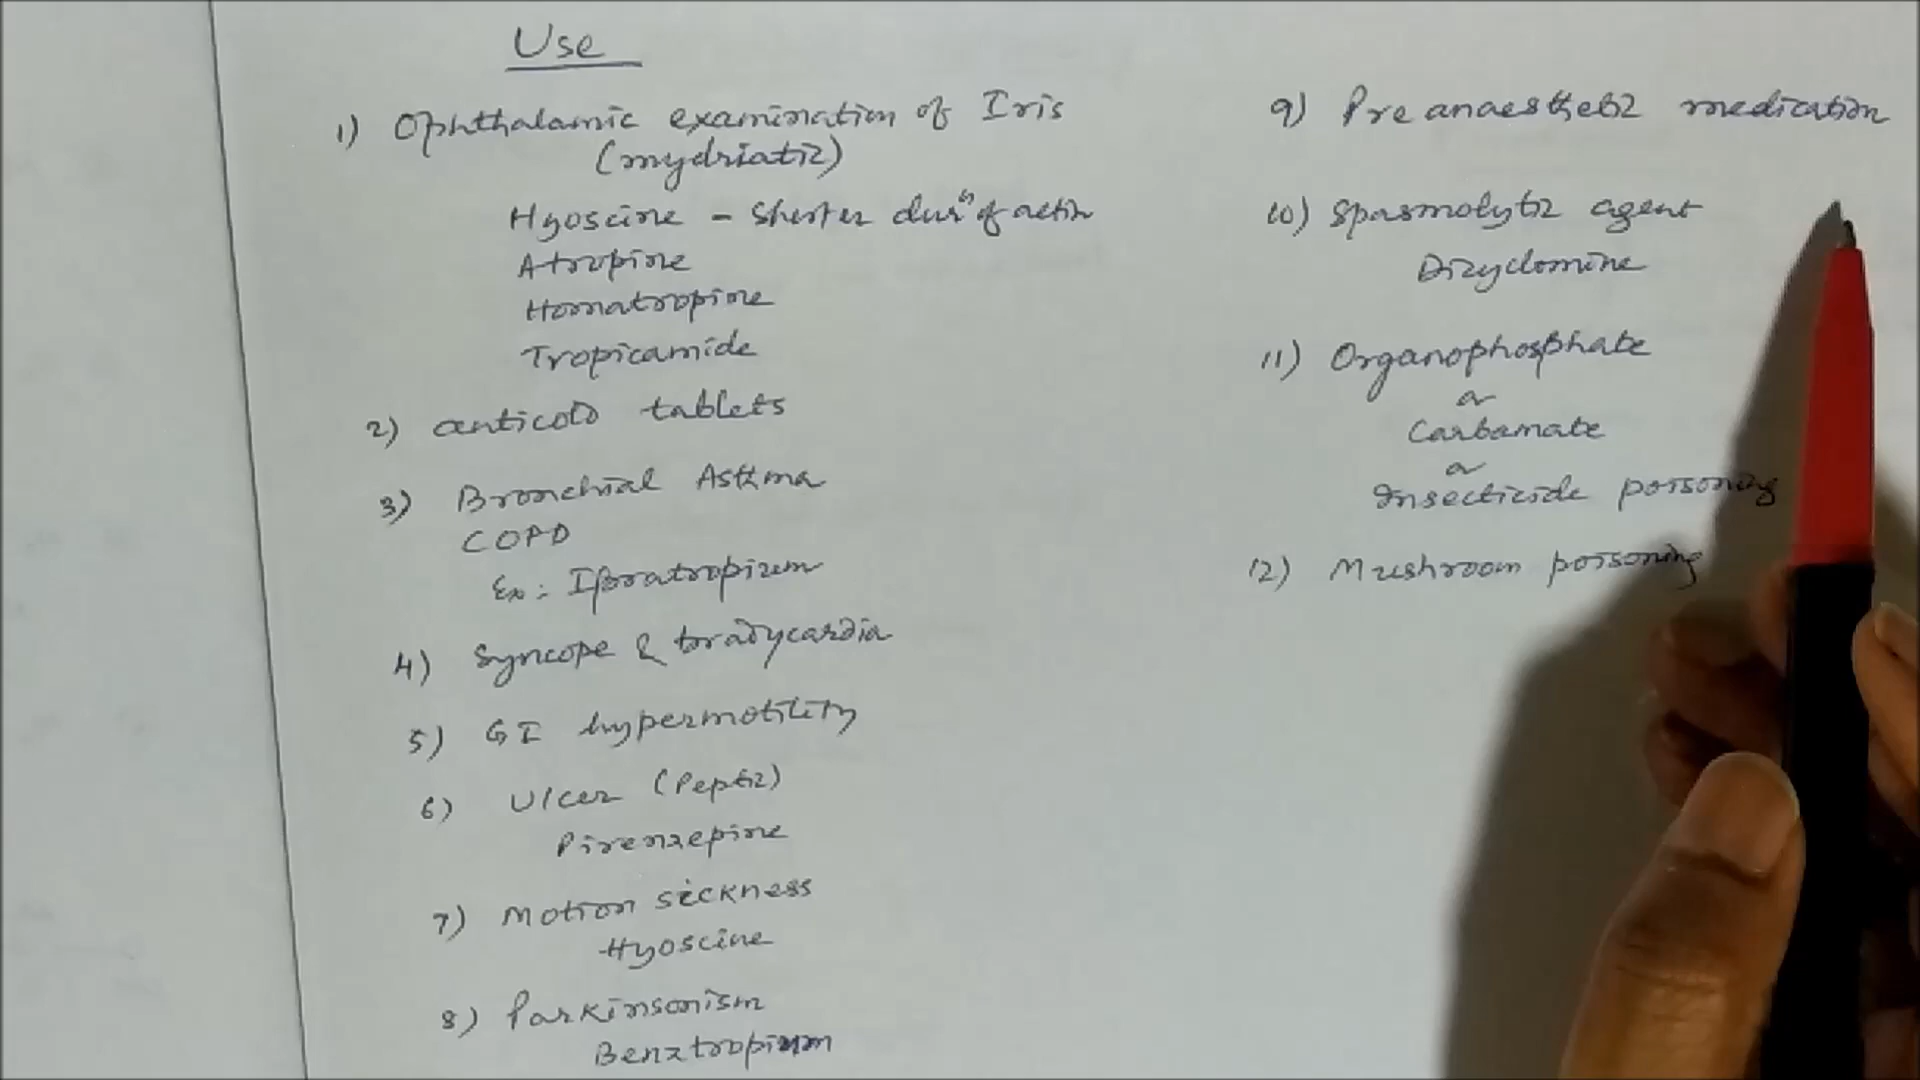 Use
1) Ophthalamic examination of Iris
(mydriatic)
Hyoscine - Shorter durⁿ of actin
Atropine
Homatropine
Tropicamide
2) anticold tablets
3) Bronchial Asthma
COPD
Ex: Ipratropium
4) Syncope & bradycardia
5) GI hypermotility
6) Ulcer (Peptic)
Pirenzepine
7) Motion sickness
Hyoscine
8) Parkinsonism
Benztropium
9) Preanaesthetic medication
10) Spasmolytic agent
Dicyclomine
11) Organophosphate
or
Carbamate
or
Insecticide poisoning
12) Mushroom poisoning